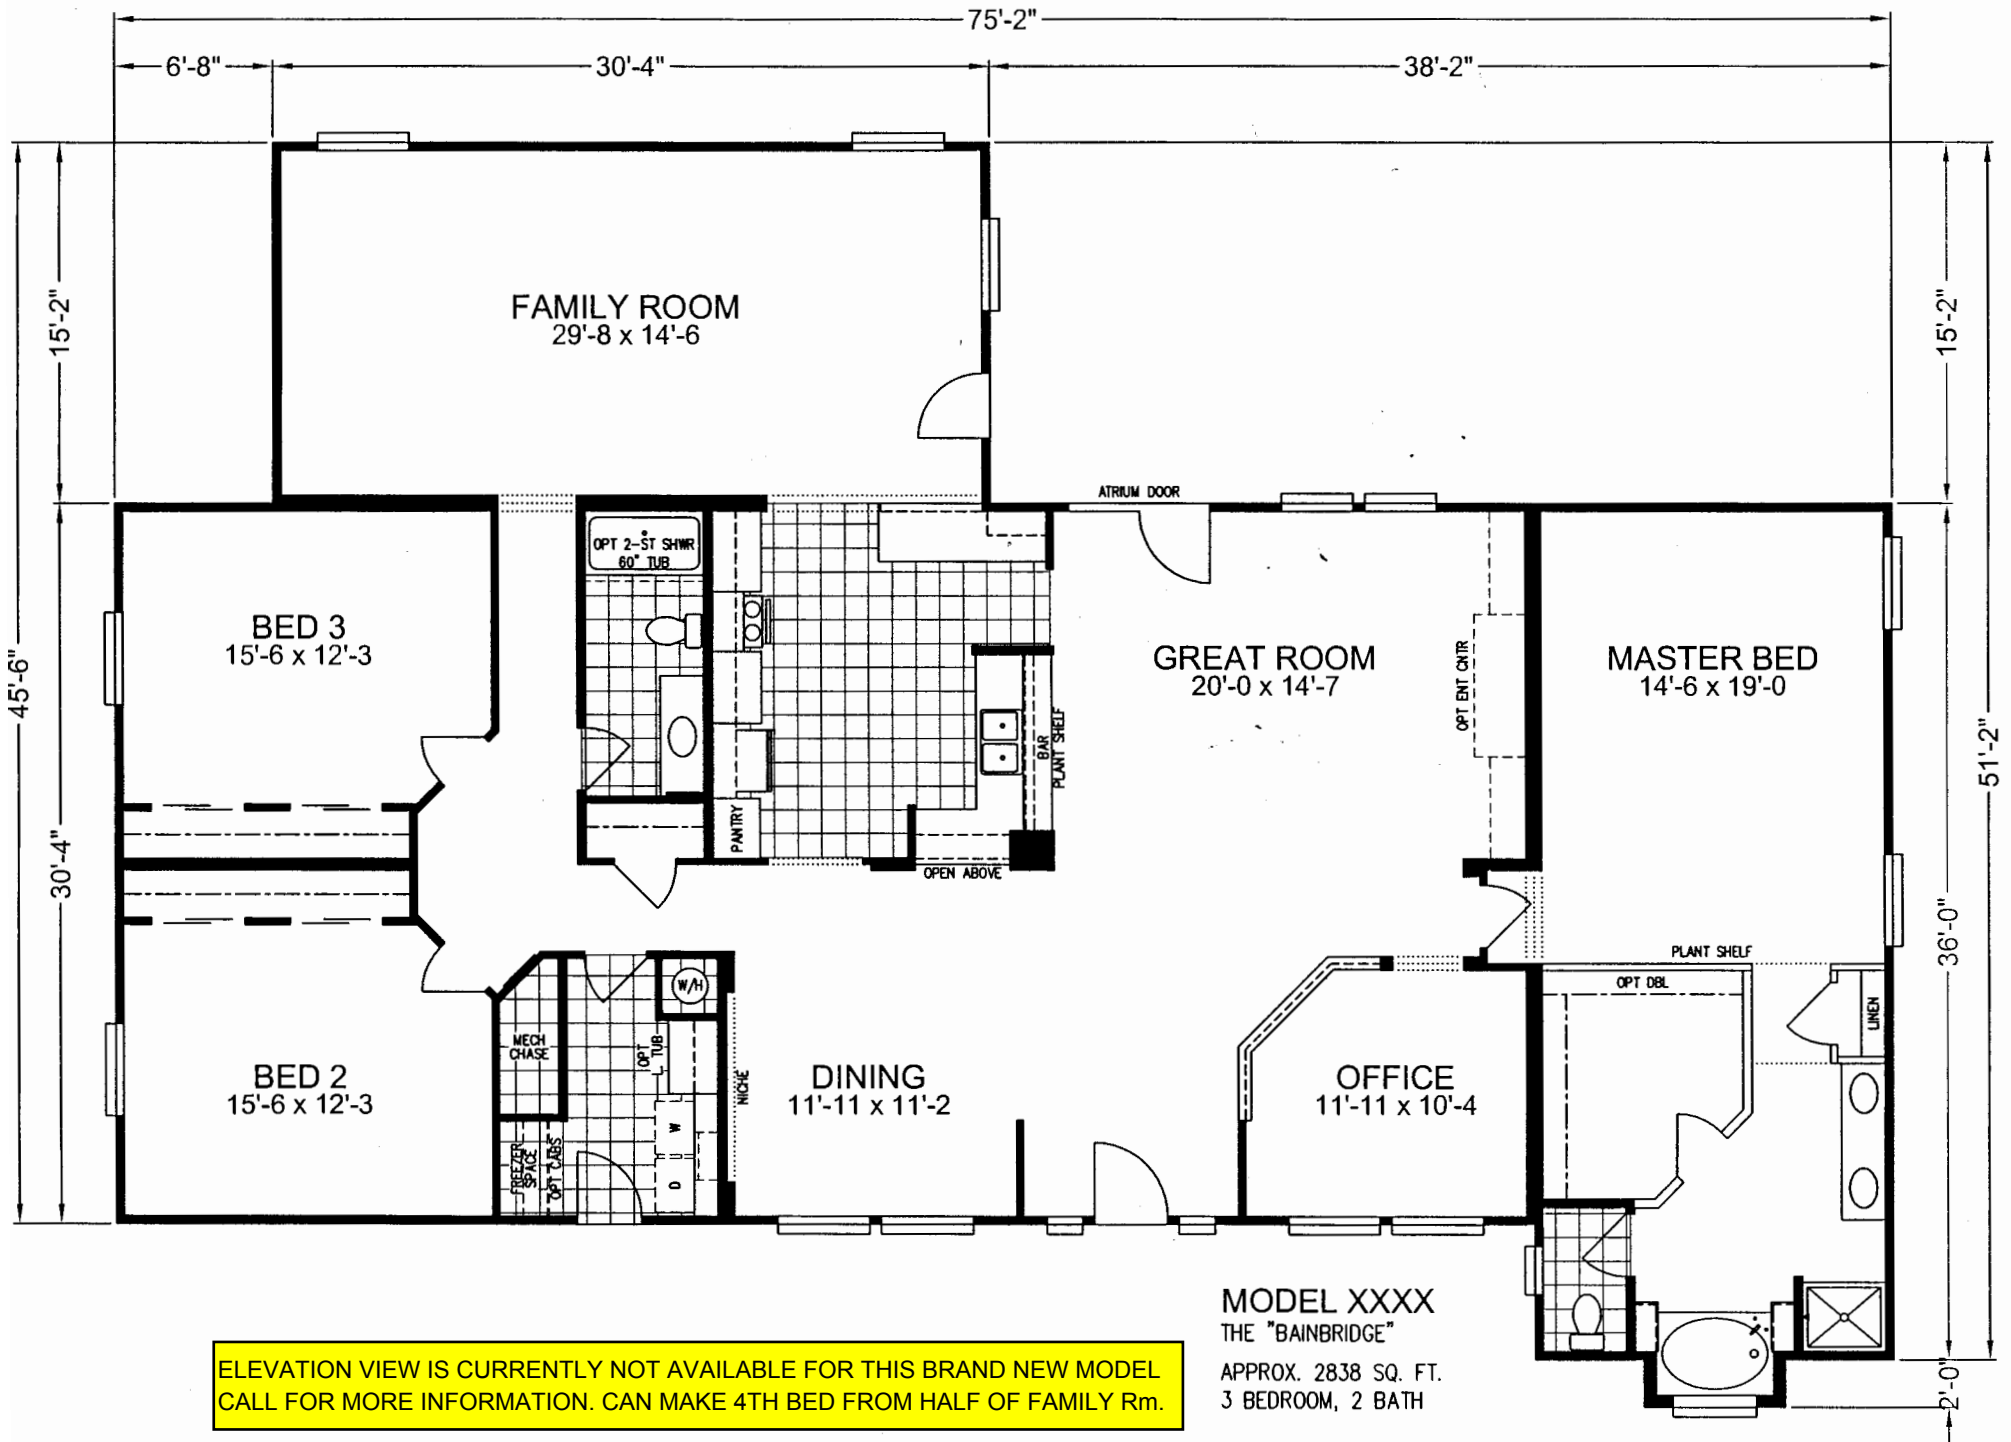 75'-2"
6'-8"
30'-4"
38'-2"
15'-2"
45'-6"
30'-4"
15'-2"
51'-2"
36'-0"
2'-0"
FAMILY ROOM
29'-8 x 14'-6
ATRIUM DOOR
OPT 2-ST SHWR
60" TUB
BED 3
15'-6 x 12'-3
GREAT ROOM
20'-0 x 14'-7
OPT ENT CNTR
MASTER BED
14'-6 x 19'-0
BAR
PLANT SHELF
PANTRY
OPEN ABOVE
PLANT SHELF
OPT DBL
LINEN
W/H
MECH
CHASE
OPT
TUB
NICHE
BED 2
15'-6 x 12'-3
DINING
11'-11 x 11'-2
OFFICE
11'-11 x 10'-4
W
D
FREEZER
SPACE
OPT CABS
MODEL XXXX
THE "BAINBRIDGE"
APPROX. 2838 SQ. FT.
3 BEDROOM, 2 BATH
ELEVATION VIEW IS CURRENTLY NOT AVAILABLE FOR THIS BRAND NEW MODEL
CALL FOR MORE INFORMATION. CAN MAKE 4TH BED FROM HALF OF FAMILY Rm.